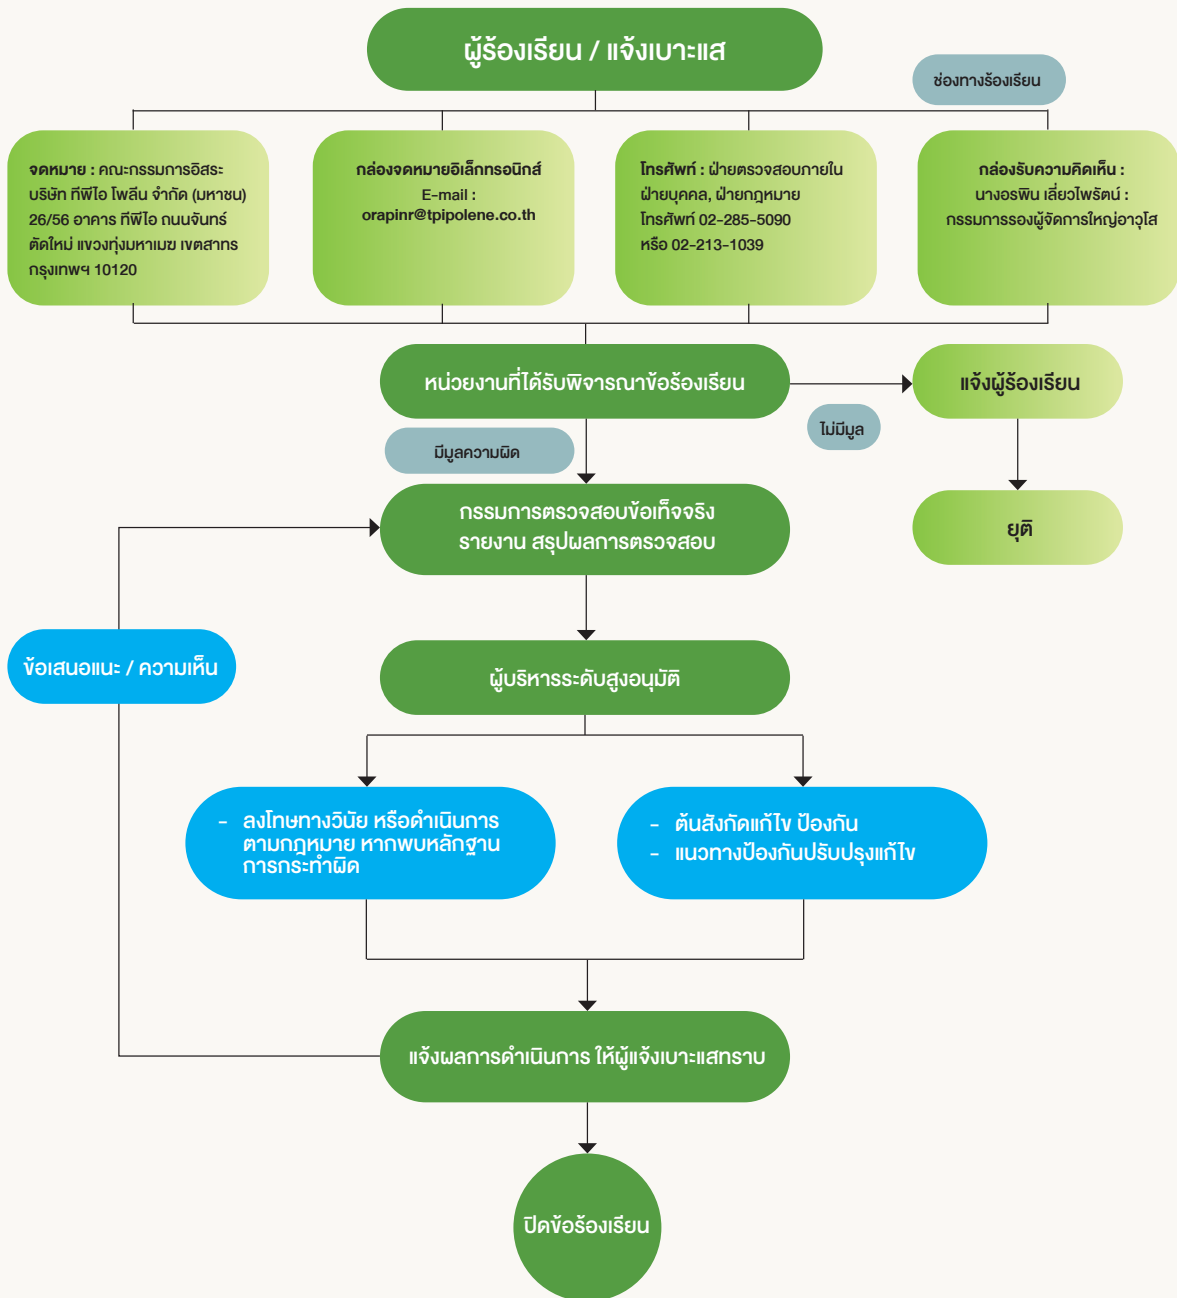 ผู้ร้องเรียน / แจ้งเบาะแส
ช่องทางร้องเรียน
จดหมาย : คณะกรรมการอิสระ
บริษัท ทีพีไอ โพลีน จำกัด (มหาชน)
26/56 อาคาร ทีพีไอ ถนนจันทร์
ตัดใหม่ แขวงทุ่งมหาเมฆ เขตสาทร
กรุงเทพฯ 10120
กล่องจดหมายอิเล็กทรอนิกส์
E-mail :
orapinr@tpipolene.co.th
โทรศัพท์ : ฝ่ายตรวจสอบภายใน
ฝ่ายบุคคล, ฝ่ายกฎหมาย
โทรศัพท์ 02-285-5090
หรือ 02-213-1039
กล่องรับความคิดเห็น :
นางอรพิน เลี่ยวไพรัตน์ :
กรรมการรองผู้จัดการใหญ่อาวุโส
หน่วยงานที่ได้รับพิจารณาข้อร้องเรียน
แจ้งผู้ร้องเรียน
ไม่มีมูล
มีมูลความผิด
กรรมการตรวจสอบข้อเท็จจริง
รายงาน สรุปผลการตรวจสอบ
ยุติ
ข้อเสนอแนะ / ความเห็น
ผู้บริหารระดับสูงอนุมัติ
- ลงโทษทางวินัย หรือดำเนินการ
ตามกฎหมาย หากพบหลักฐาน
การกระทำผิด
- ต้นสังกัดแก้ไข ป้องกัน
- แนวทางป้องกันปรับปรุงแก้ไข
แจ้งผลการดำเนินการ ให้ผู้แจ้งเบาะแสทราบ
ปิดข้อร้องเรียน